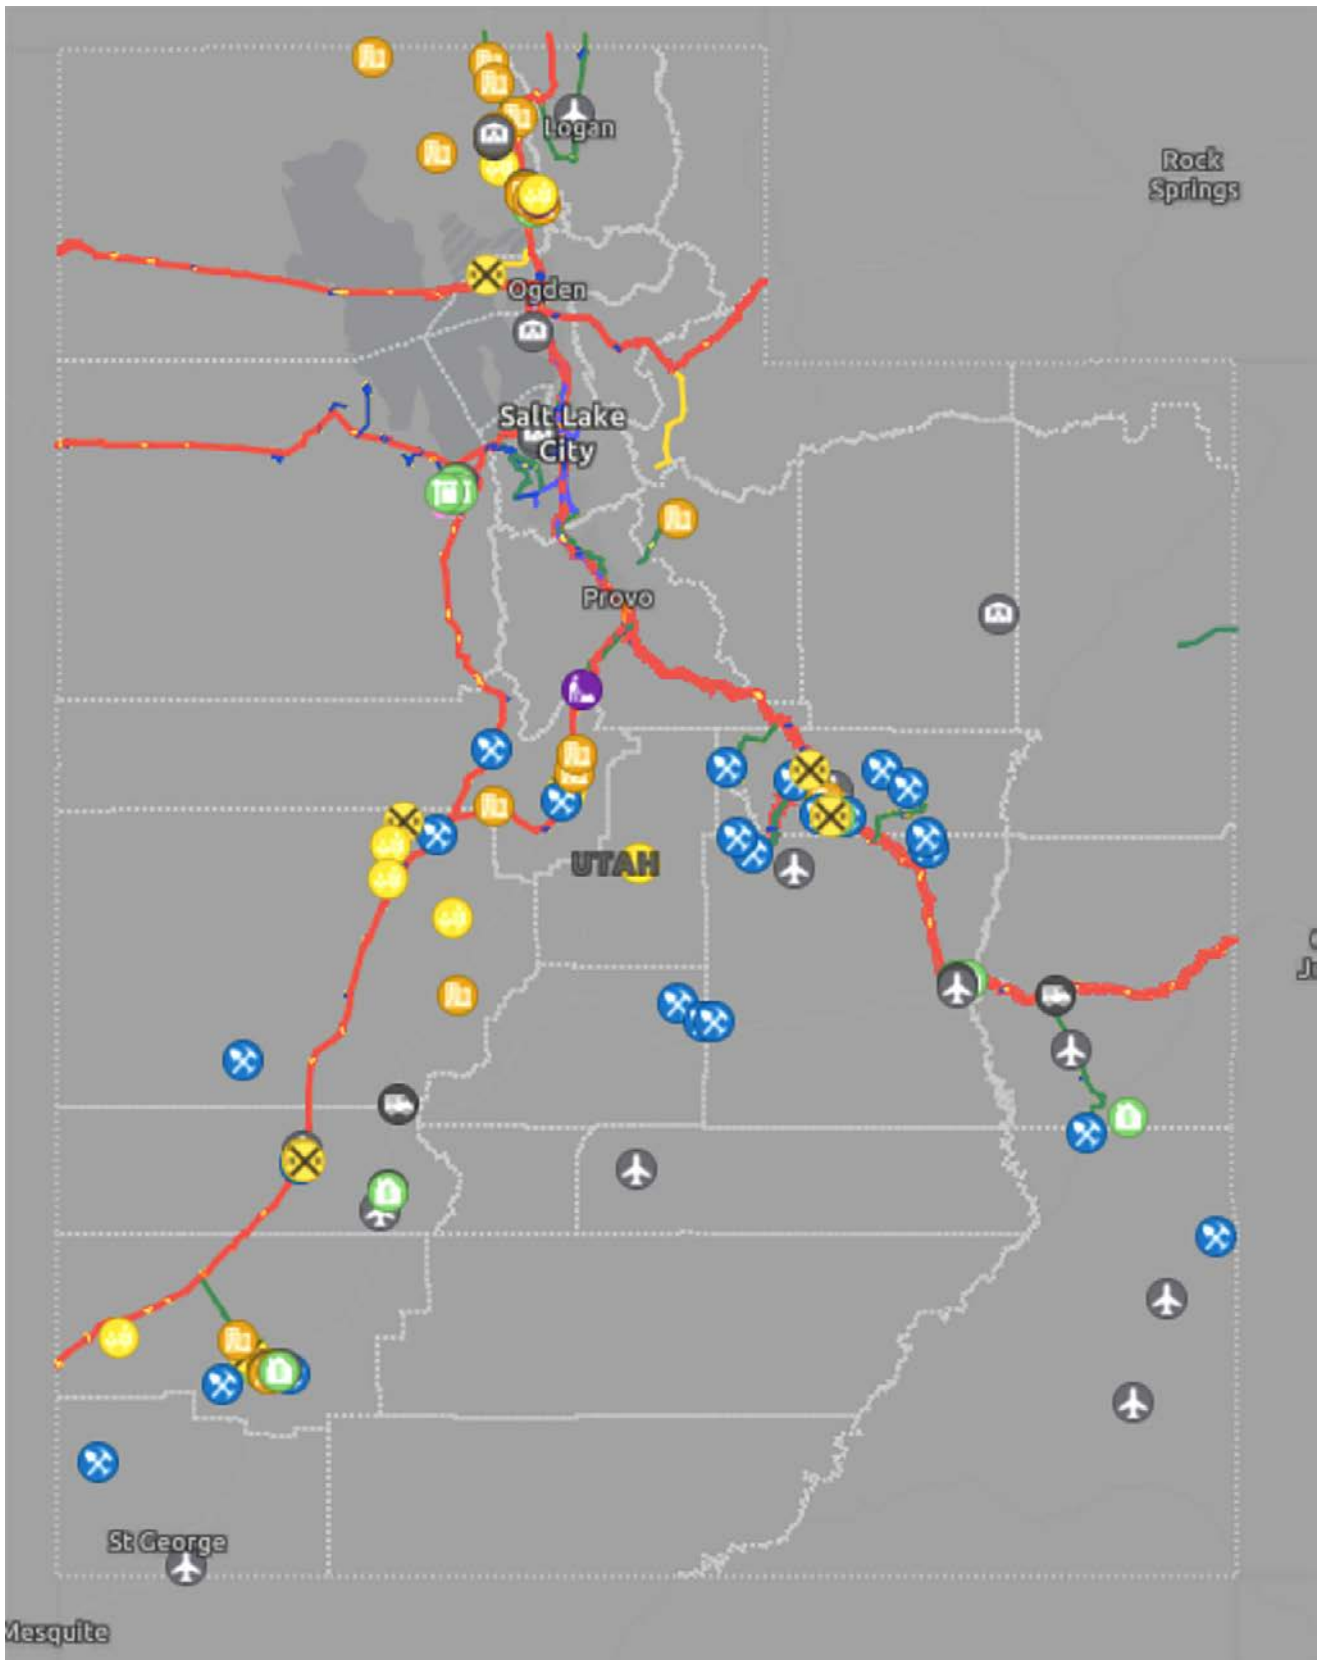 Logan
Rock
Springs
Ogden
Salt Lake
City
Provo
UTAH
St George
Mesquite